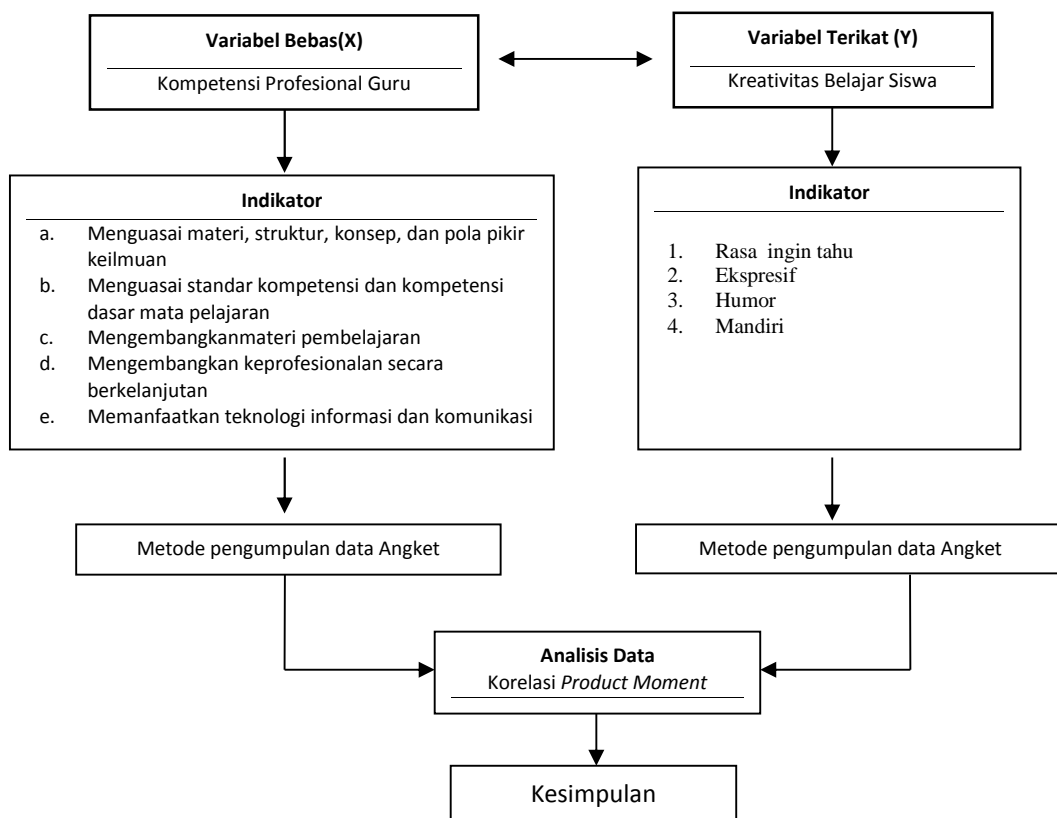 Variabel Bebas(X)
Kompetensi Profesional Guru
Variabel Terikat (Y)
Kreativitas Belajar Siswa
Indikator
a. Menguasai materi, struktur, konsep, dan pola pikir
keilmuan
b. Menguasai standar kompetensi dan kompetensi
dasar mata pelajaran
c. Mengembangkanmateri pembelajaran
d. Mengembangkan keprofesionalan secara
berkelanjutan
e. Memanfaatkan teknologi informasi dan komunikasi
Indikator
1. Rasa ingin tahu
2. Ekspresif
3. Humor
4. Mandiri
Metode pengumpulan data Angket
Metode pengumpulan data Angket
Analisis Data
Korelasi Product Moment
Kesimpulan